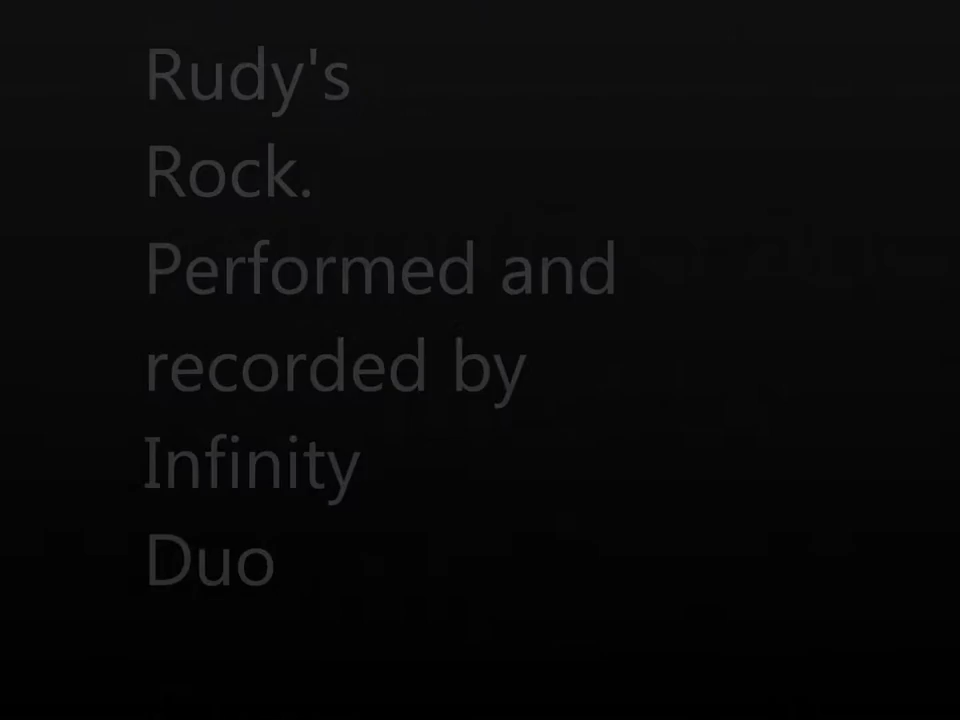 Rudy's
Rock.
Performed and
recorded by
Infinity
Duo